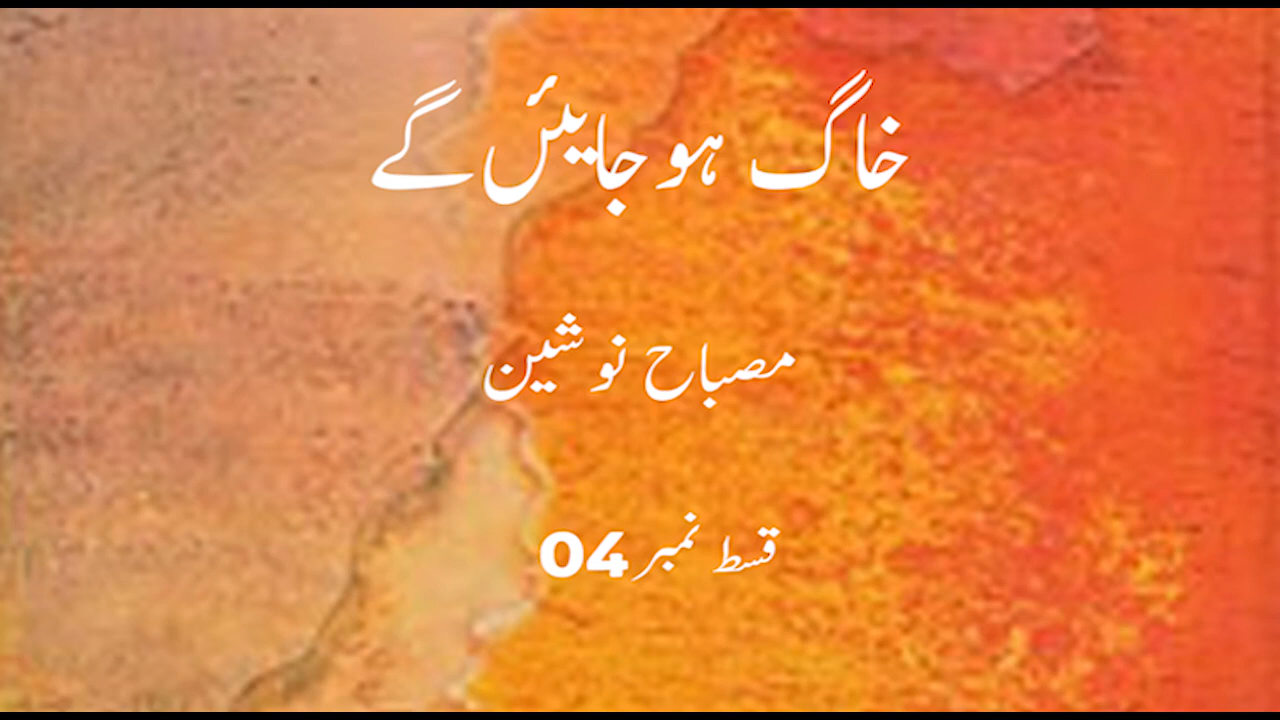 خاگ ہو جایئں گے
مصباح نوشین
قسط نمبر 04